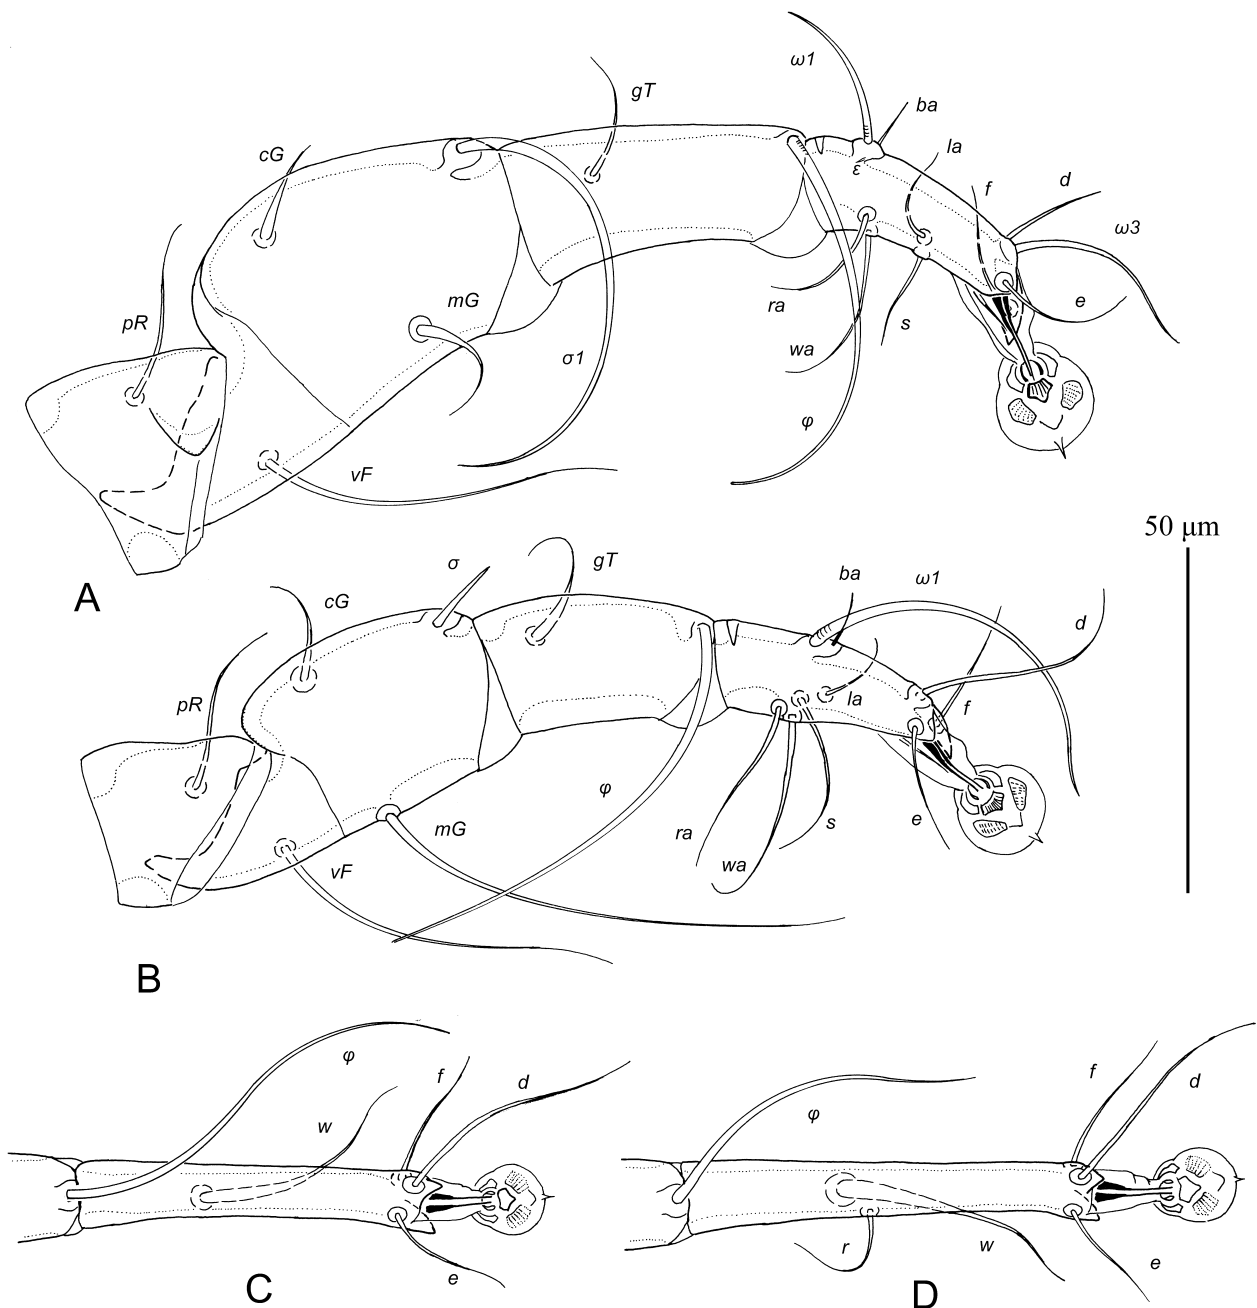 ω1
gT
ba
cG
la
ε
f
d
ω3
pR
mG
ra
e
s
wa
σ1
φ
vF
50 μm
A
σ
gT
ba
ω1
cG
d
pR
la
f
φ
mG
ra
s
e
wa
vF
B
φ
f
d
w
e
C
f
d
φ
r
w
e
D